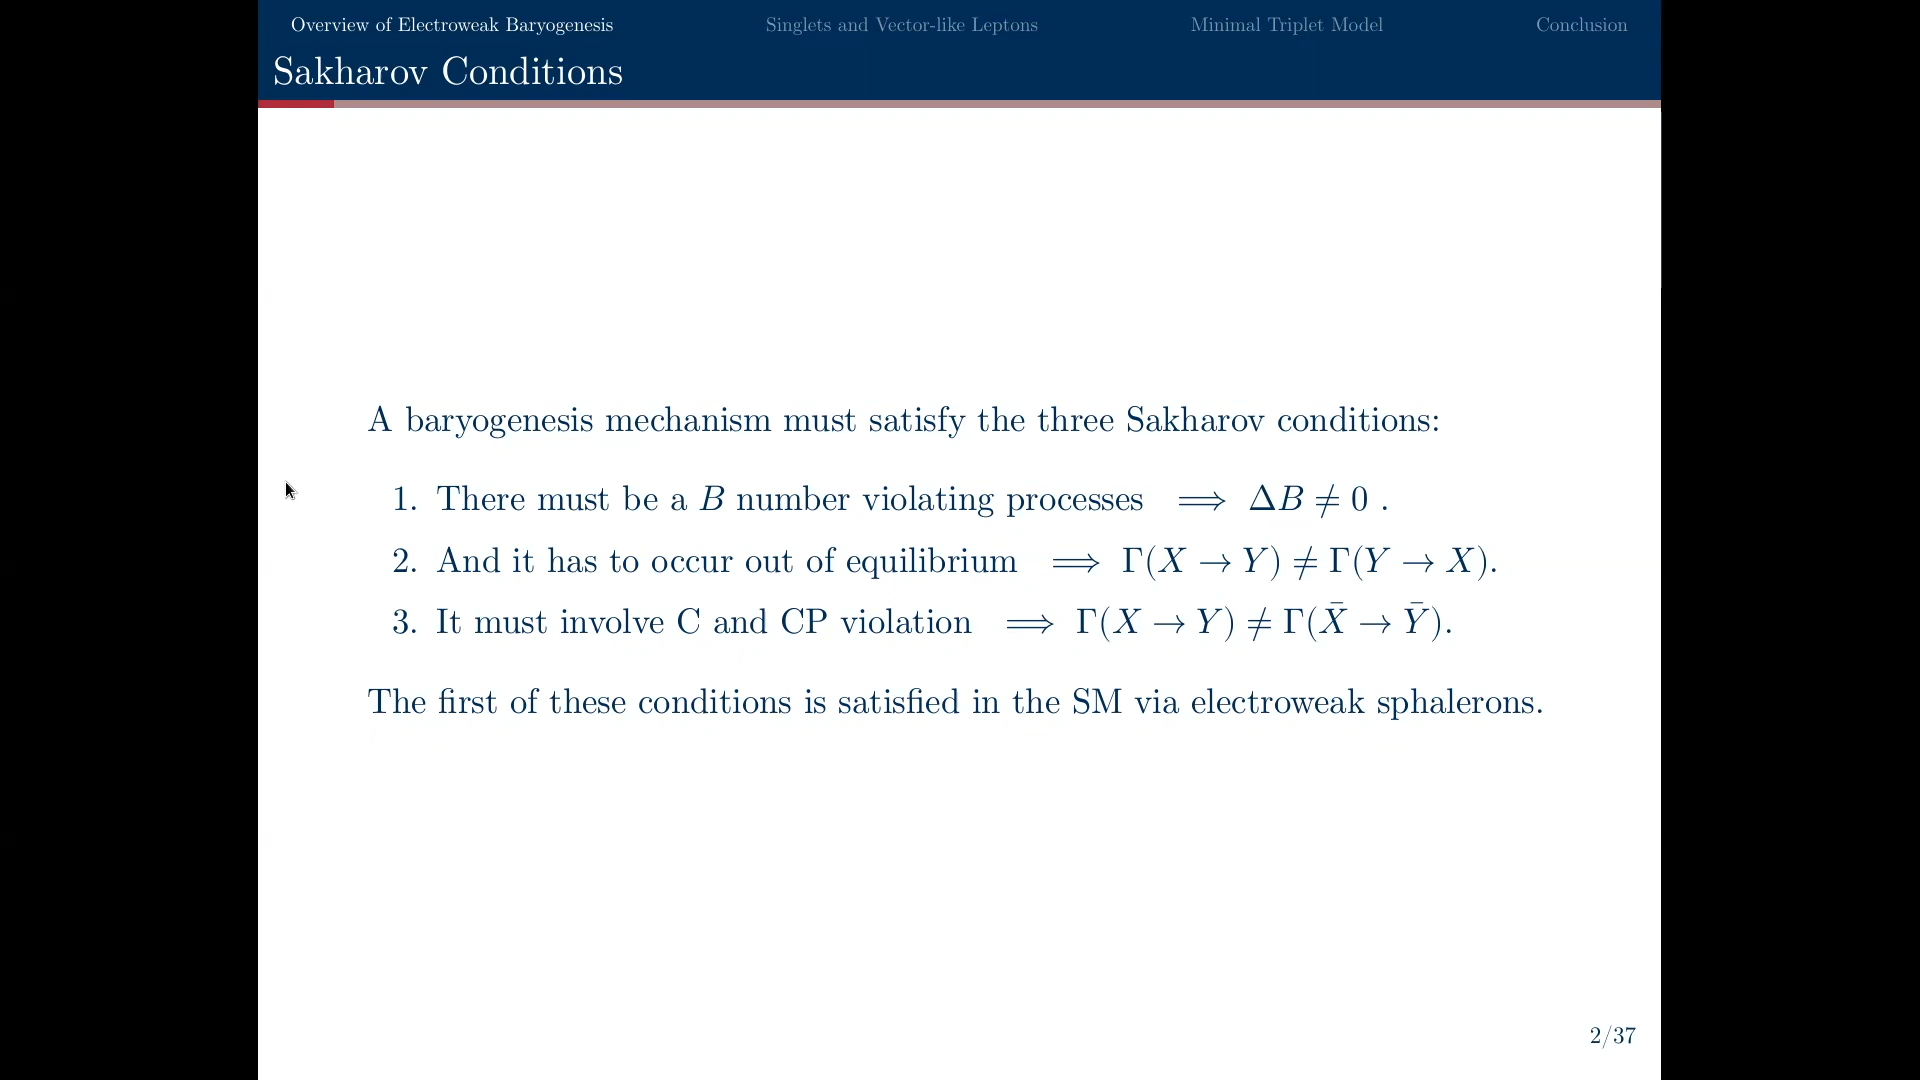 Overview of Electroweak Baryogenesis Singlets and Vector-like Leptons Minimal Triplet Model Conclusion
Sakharov Conditions
A baryogenesis mechanism must satisfy the three Sakharov conditions:
1. There must be a B number violating processes ⟹ ΔB ≠ 0 .
2. And it has to occur out of equilibrium ⟹ Γ(X → Y) ≠ Γ(Y → X).
3. It must involve C and CP violation ⟹ Γ(X → Y) ≠ Γ(X̄ → Ȳ).
The first of these conditions is satisfied in the SM via electroweak sphalerons.
2/37